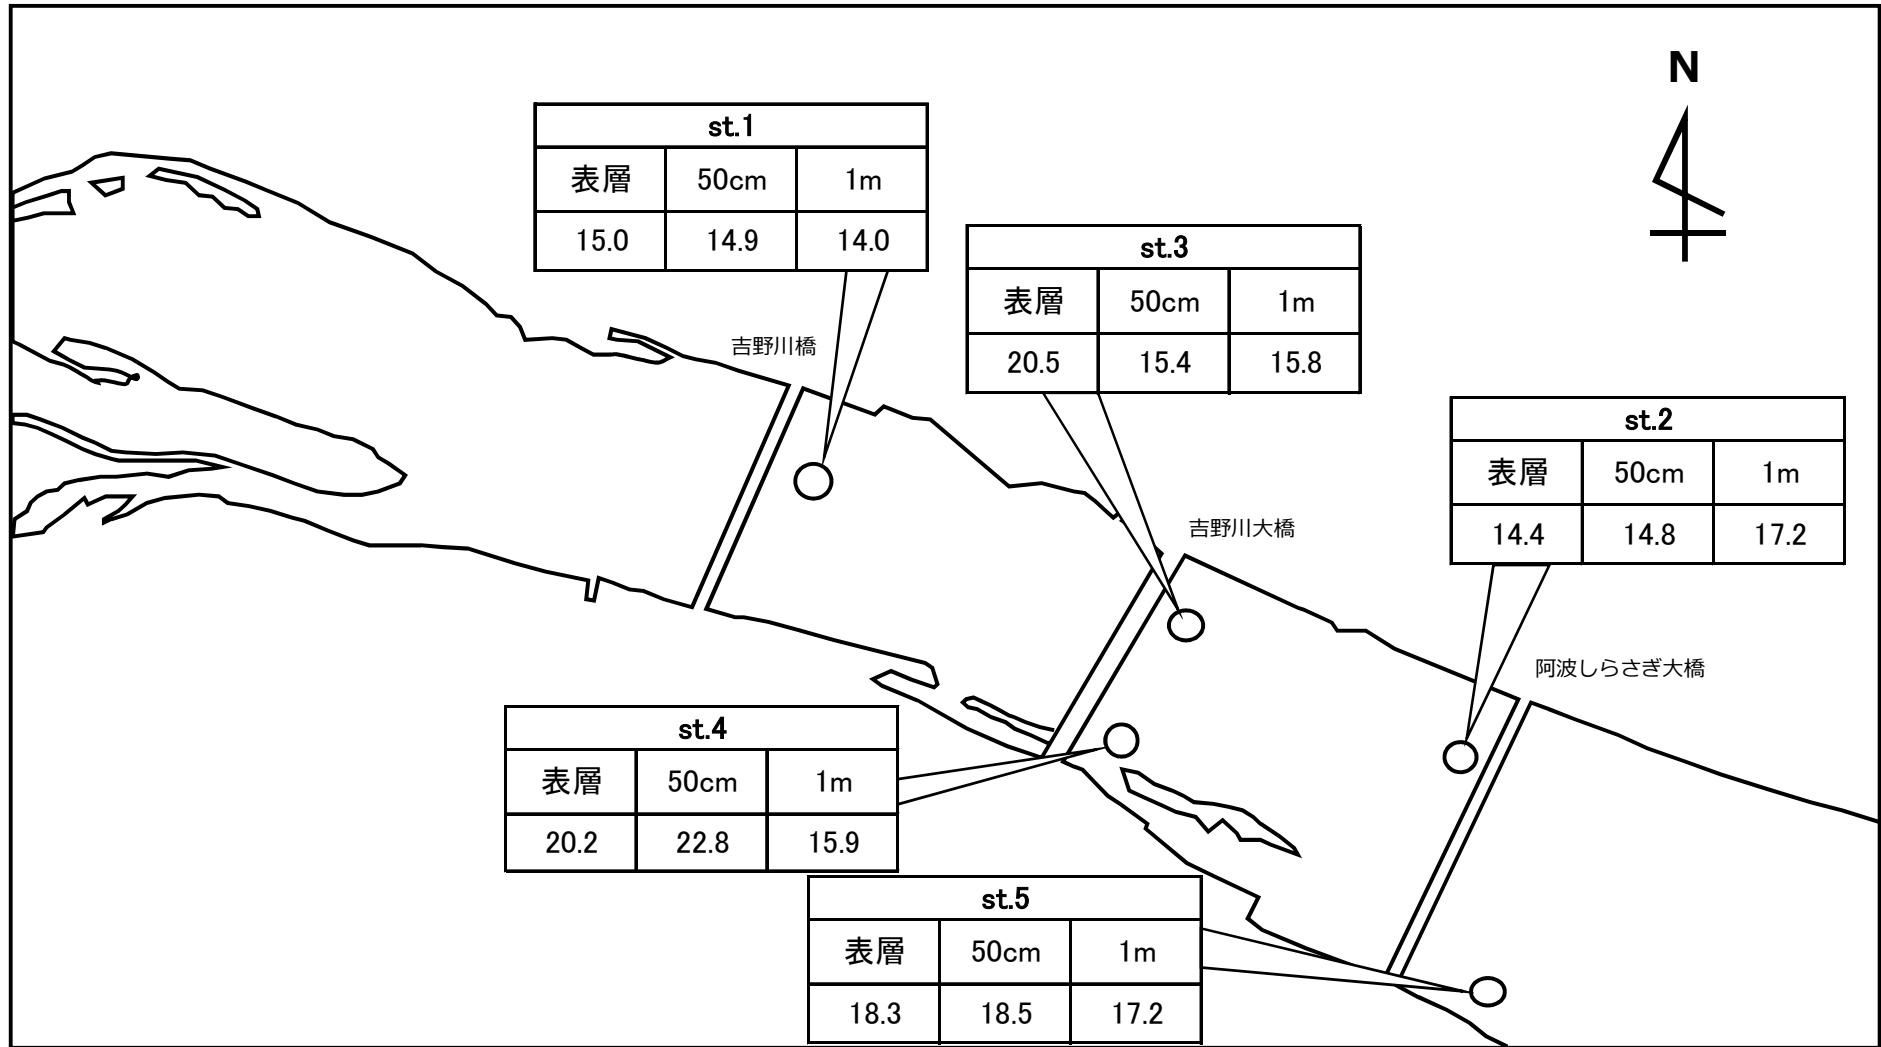 N
st.1
表層 50cm 1m
15.0 14.9 14.0
st.3
表層 50cm 1m
20.5 15.4 15.8
吉野川橋
st.2
表層 50cm 1m
14.4 14.8 17.2
吉野川大橋
阿波しらさぎ大橋
st.4
表層 50cm 1m
20.2 22.8 15.9
st.5
表層 50cm 1m
18.3 18.5 17.2